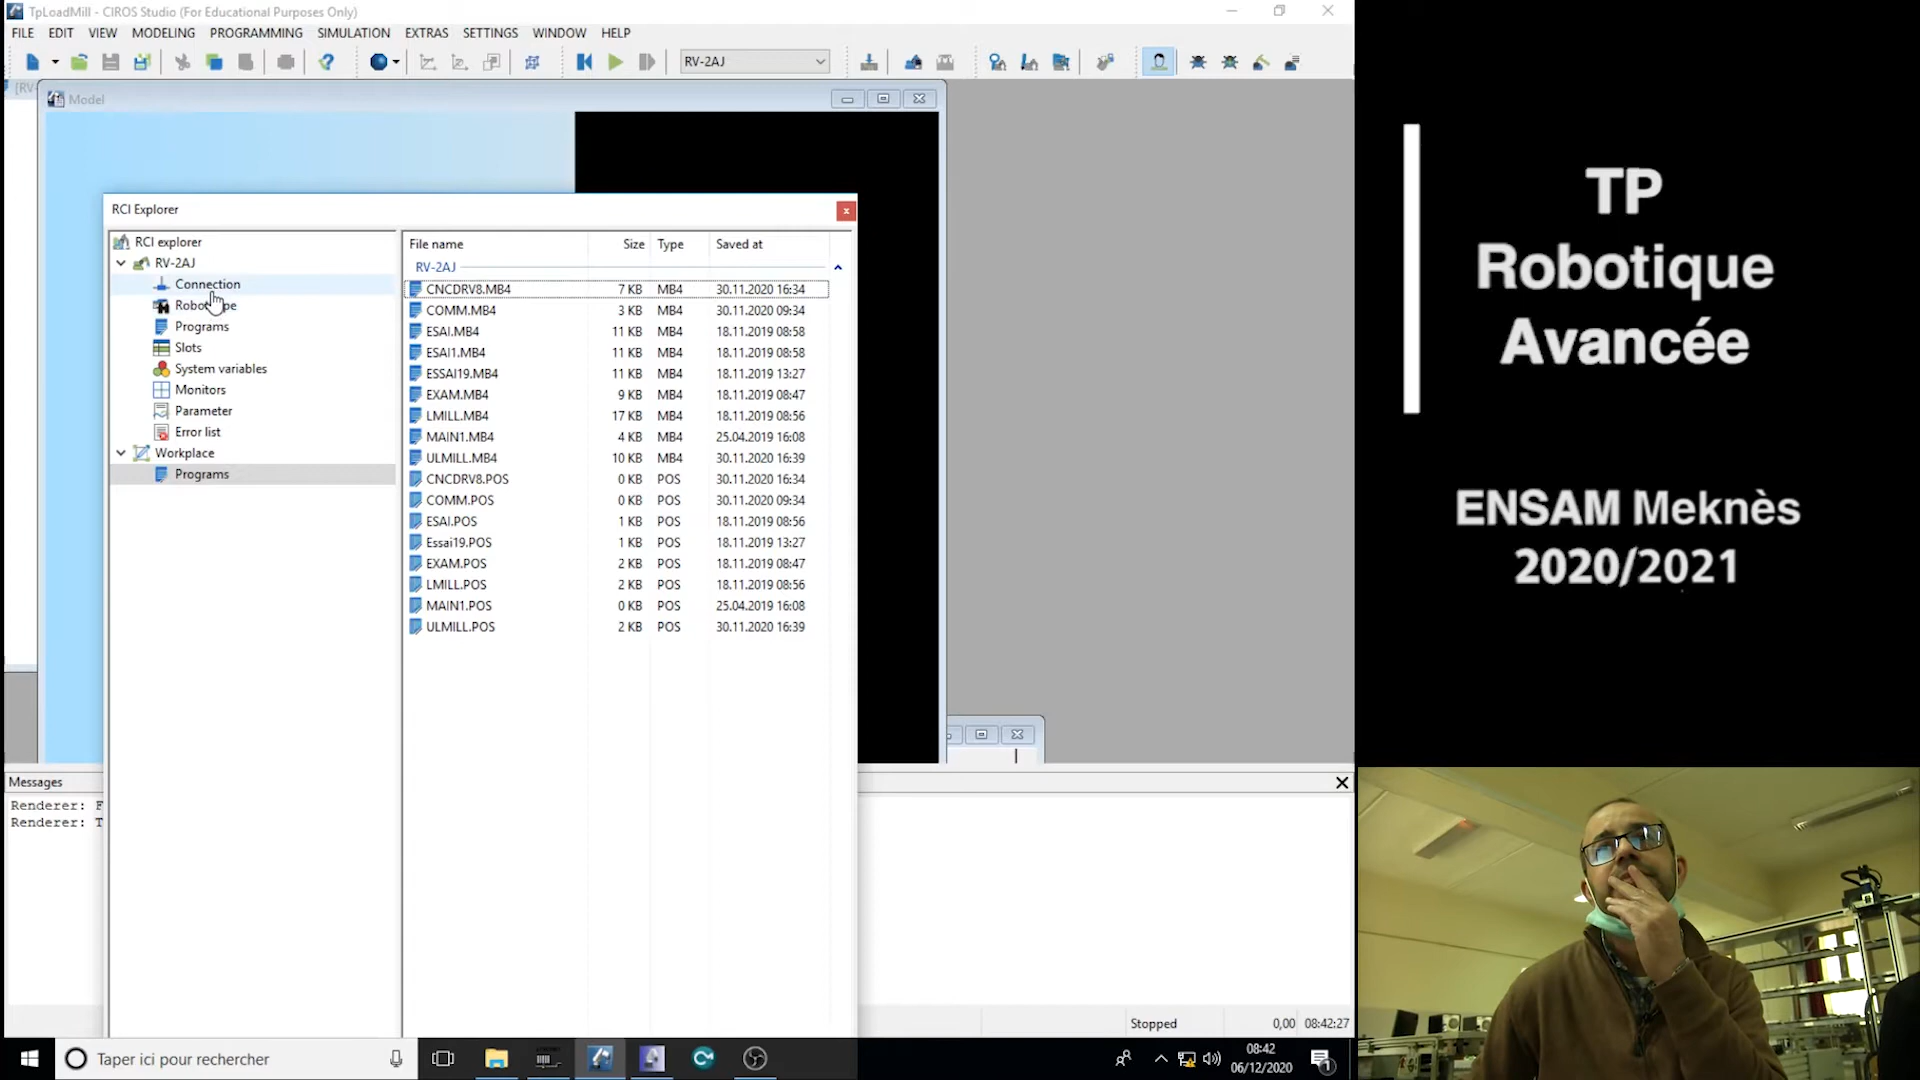 TpLoadMill - CIROS Studio (For Educational Purposes Only)
FILE EDIT VIEW MODELING PROGRAMMING SIMULATION EXTRAS SETTINGS WINDOW HELP
RV-2AJ
Model
RCI Explorer
RCI explorer
RV-2AJ
Connection
Programs
Slots
System variables
Monitors
Parameter
Error list
Workplace
Programs
File name Size Type Saved at
RV-2AJ
CNCDRV8.MB4 7 KB MB4 30.11.2020 16:34
COMM.MB4 3 KB MB4 30.11.2020 09:34
ESAI.MB4 11 KB MB4 18.11.2019 08:58
ESAI1.MB4 11 KB MB4 18.11.2019 08:58
ESSAI19.MB4 11 KB MB4 18.11.2019 13:27
EXAM.MB4 9 KB MB4 18.11.2019 08:47
LMILL.MB4 17 KB MB4 18.11.2019 08:56
MAIN1.MB4 4 KB MB4 25.04.2019 16:08
ULMILL.MB4 10 KB MB4 30.11.2020 16:39
CNCDRV8.POS 0 KB POS 30.11.2020 16:34
COMM.POS 0 KB POS 30.11.2020 09:34
ESAI.POS 1 KB POS 18.11.2019 08:56
Essai19.POS 1 KB POS 18.11.2019 13:27
EXAM.POS 2 KB POS 18.11.2019 08:47
LMILL.POS 2 KB POS 18.11.2019 08:56
MAIN1.POS 0 KB POS 25.04.2019 16:08
ULMILL.POS 2 KB POS 30.11.2020 16:39
Messages
Renderer:
Renderer:
Stopped 0,00 08:42:27
Taper ici pour rechercher
08:42
06/12/2020
TP
Robotique
Avancée
ENSAM Meknès
2020/2021